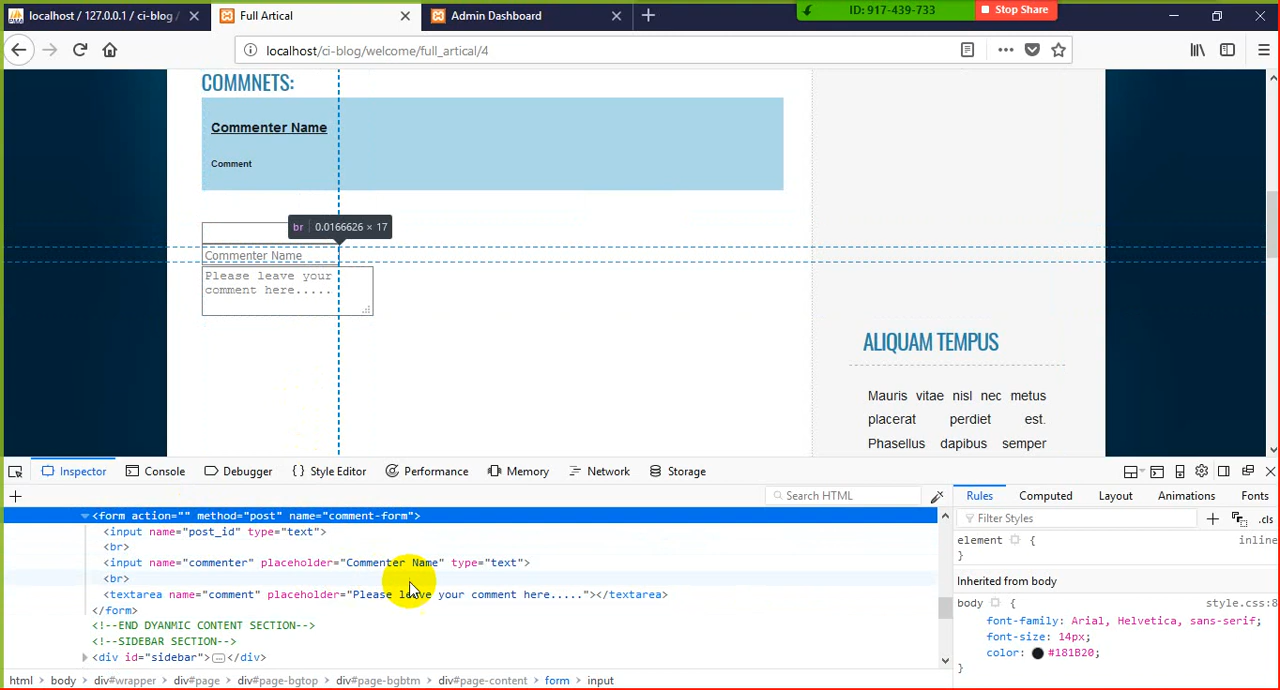 localhost / 127.0.0.1 / ci-blog /
Full Artical
Admin Dashboard
ID: 917-439-733
Stop Share
localhost/ci-blog/welcome/full_artical/4
COMMNETS:
Commenter Name
Comment
br 0.0166626 × 17
Commenter Name
Please leave your
comment here.....
ALIQUAM TEMPUS
Mauris vitae nisl nec metus
placerat perdiet est.
Phasellus dapibus semper
Inspector Console Debugger { } Style Editor Performance Memory Network Storage
Search HTML
Rules Computed Layout Animations Fonts
<form action="" method="post" name="comment-form">
<input name="post_id" type="text">
<br>
<input name="commenter" placeholder="Commenter Name" type="text">
<br>
<textarea name="comment" placeholder="Please leave your comment here....."></textarea>
</form>
<!--END DYANMIC CONTENT SECTION-->
<!--SIDEBAR SECTION-->
<div id="sidebar"></div>
Filter Styles
.cls
element { inline
}
Inherited from body
body { style.css:8
font-family: Arial, Helvetica, sans-serif;
font-size: 14px;
color: #181B20;
}
html body div#wrapper div#page div#page-bgtop div#page-bgbtm div#page-content form input